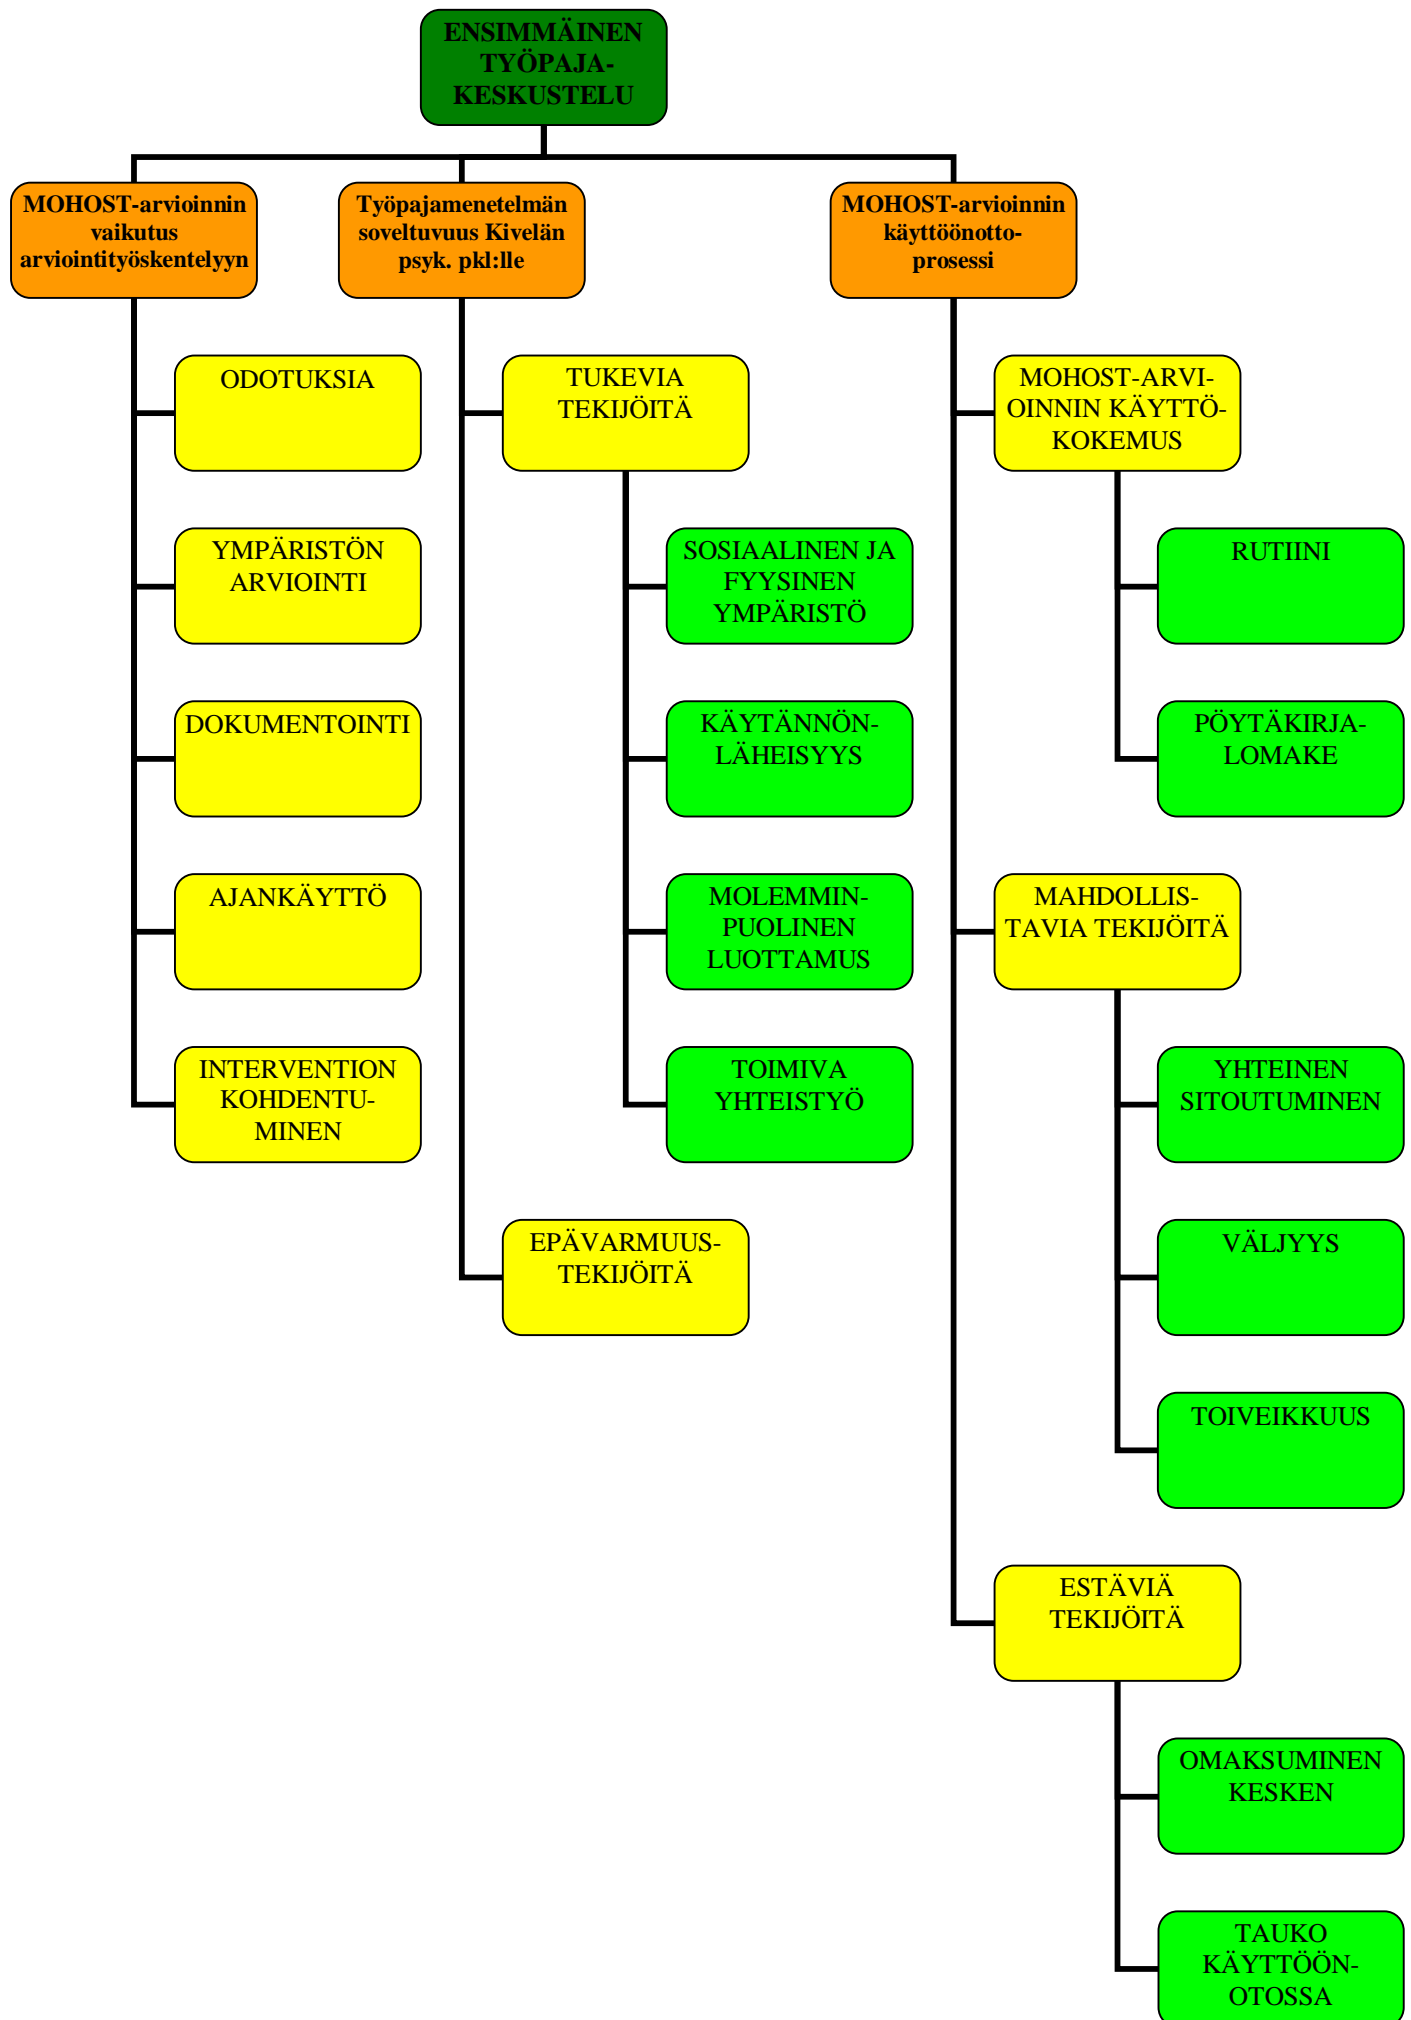 ENSIMMÄINEN
TYÖPAJA-
KESKUSTELU
MOHOST-arvioinnin
vaikutus
arviointityöskentelyyn
Työpajamenetelmän
soveltuvuus Kivelän
psyk. pkl:lle
MOHOST-arvioinnin
käyttöönotto-
prosessi
ODOTUKSIA
YMPÄRISTÖN
ARVIOINTI
DOKUMENTOINTI
AJANKÄYTTÖ
INTERVENTION
KOHDENTU-
MINEN
TUKEVIA
TEKIJÖITÄ
SOSIAALINEN JA
FYYSINEN
YMPÄRISTÖ
KÄYTÄNNÖN-
LÄHEISYYS
MOLEMMIN-
PUOLINEN
LUOTTAMUS
TOIMIVA
YHTEISTYÖ
EPÄVARMUUS-
TEKIJÖITÄ
MOHOST-ARVI-
OINNIN KÄYTTÖ-
KOKEMUS
RUTIINI
PÖYTÄKIRJA-
LOMAKE
MAHDOLLIS-
TAVIA TEKIJÖITÄ
YHTEINEN
SITOUTUMINEN
VÄLJYYS
TOIVEIKKUUS
ESTÄVIÄ
TEKIJÖITÄ
OMAKSUMINEN
KESKEN
TAUKO
KÄYTTÖÖN-
OTOSSA